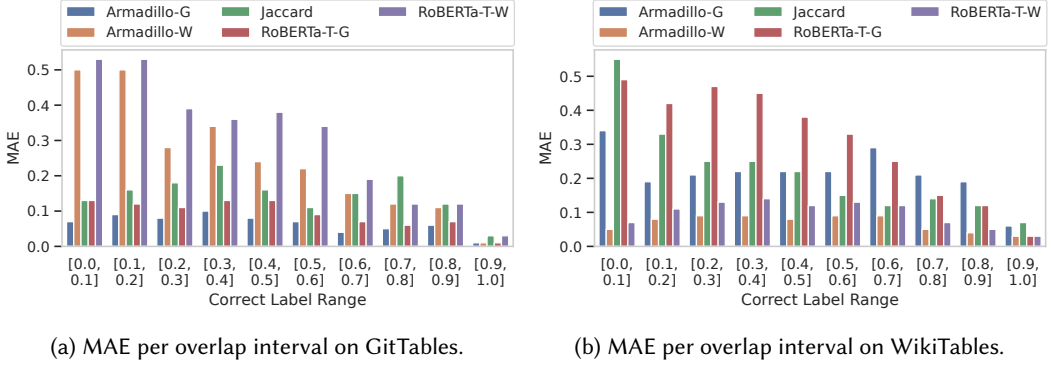 Armadillo-G Jaccard RoBERTa-T-W
Armadillo-W RoBERTa-T-G
MAE
0.5
0.4
0.3
0.2
0.1
0.0
[0.0, [0.1, [0.2, [0.3, [0.4, [0.5, [0.6, [0.7, [0.8, [0.9,
0.1] 0.2] 0.3] 0.4] 0.5] 0.6] 0.7] 0.8] 0.9] 1.0]
Correct Label Range
(a) MAE per overlap interval on GitTables.
Armadillo-G Jaccard RoBERTa-T-W
Armadillo-W RoBERTa-T-G
MAE
0.5
0.4
0.3
0.2
0.1
0.0
[0.0, [0.1, [0.2, [0.3, [0.4, [0.5, [0.6, [0.7, [0.8, [0.9,
0.1] 0.2] 0.3] 0.4] 0.5] 0.6] 0.7] 0.8] 0.9] 1.0]
Correct Label Range
(b) MAE per overlap interval on WikiTables.